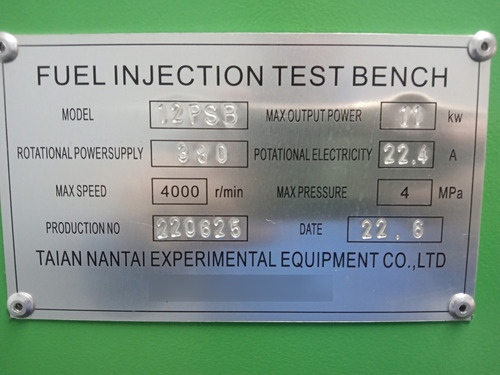 FUEL INJECTION TEST BENCH
MODEL 12PSB MAX OUTPUT POWER 11 kw
ROTATIONAL POWERSUPPLY 380 POTATIONAL ELECTRICITY 22.4 A
MAX SPEED 4000 r/min MAX PRESSURE 4 MPa
PRODUCTION NO 220625 DATE 22.6
TAIAN NANTAI EXPERIMENTAL EQUIPMENT CO.,LTD